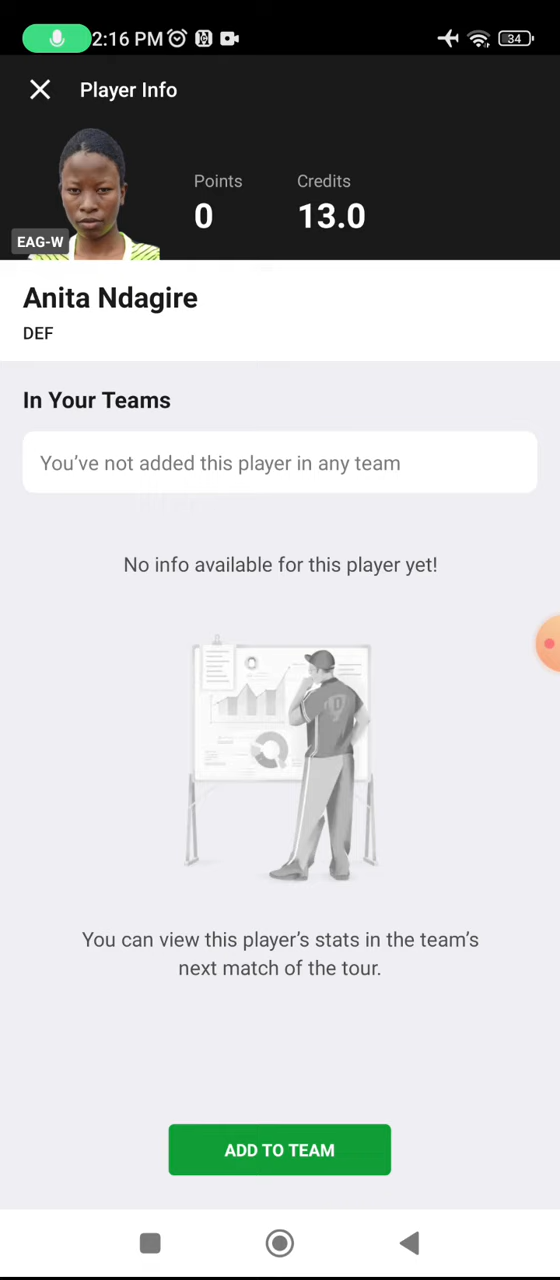 2:16 PM
34
Player Info
Points
Credits
0
13.0
EAG-W
Anita Ndagire
DEF
In Your Teams
You’ve not added this player in any team
No info available for this player yet!
D
You can view this player’s stats in the team’s
next match of the tour.
ADD TO TEAM